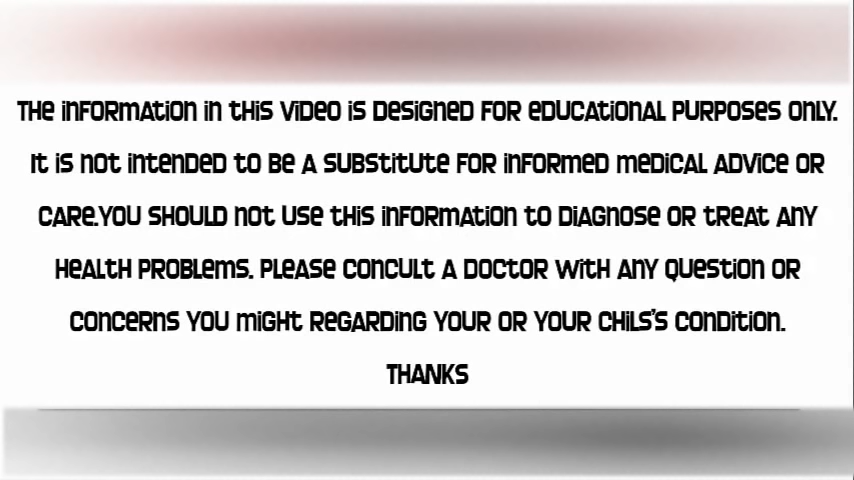 THE INFORMATION IN THIS VIDEO IS DESIGNED FOR EDUCATIONAL PURPOSES ONLY.
IT IS NOT INTENDED TO BE A SUBSTITUTE FOR INFORMED MEDICAL ADVICE OR
CARE.YOU SHOULD NOT USE THIS INFORMATION TO DIAGNOSE OR TREAT ANY
HEALTH PROBLEMS. PLEASE CONCULT A DOCTOR WITH ANY QUESTION OR
CONCERNS YOU MIGHT REGARDING YOUR OR YOUR CHILS'S CONDITION.
THANKS